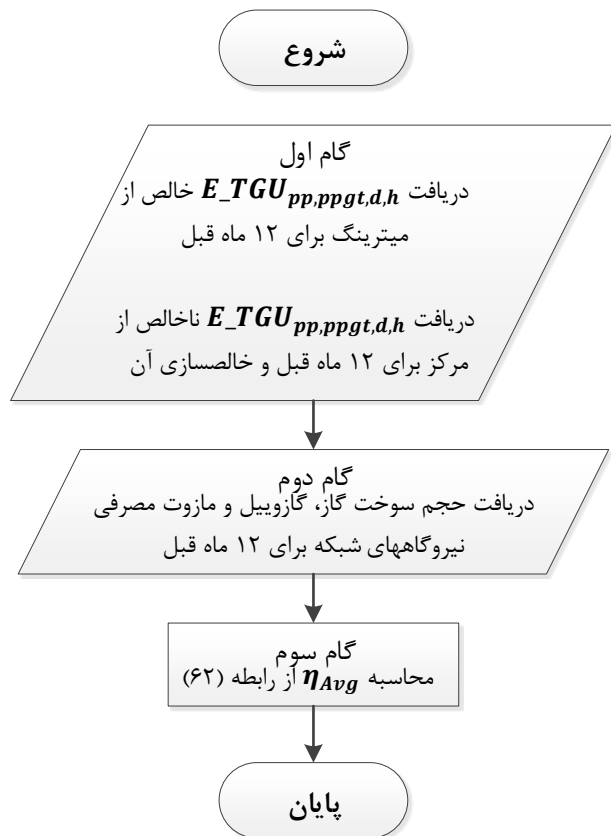 شروع
گام اول
دریافت E_TGU_{pp,ppgt,d,h} خالص از
میترینگ برای ۱۲ ماه قبل
دریافت E_TGU_{pp,ppgt,d,h} ناخالص از
مرکز برای ۱۲ ماه قبل و خالصسازی آن
گام دوم
دریافت حجم سوخت گاز، گازوییل و مازوت مصرفی
نیروگاههای شبکه برای ۱۲ ماه قبل
گام سوم
محاسبه η_{Avg} از رابطه (۶۲)
پایان